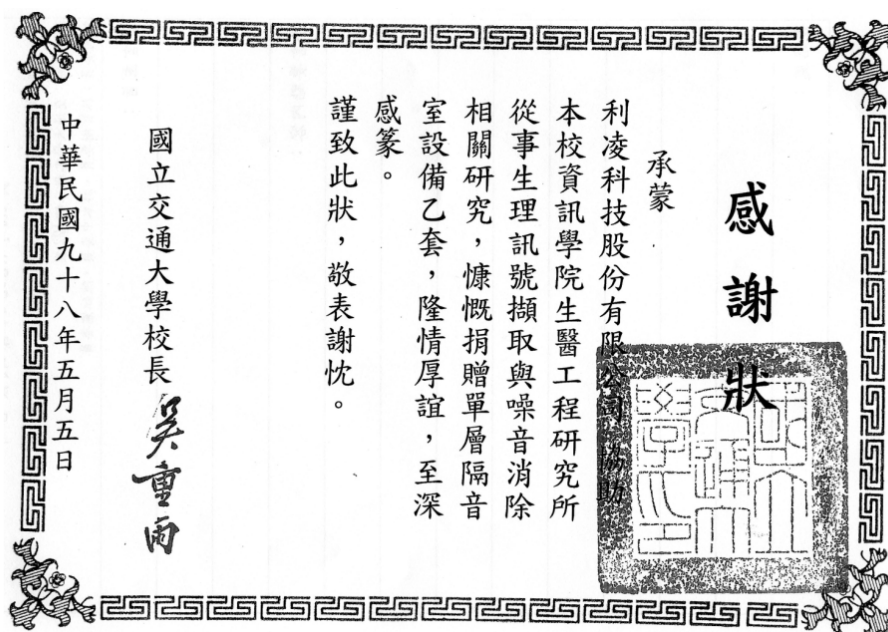 感謝狀
承蒙
利凌科技股份有限公司 協助
本校資訊學院生醫工程研究所
從事生理訊號擷取與噪音消除
相關研究，慷慨捐贈單層隔音
室設備乙套，隆情厚誼，至深
感篆。
謹致此狀，敬表謝忱。
國立交通大學校長 吳重雨
中華民國九十八年五月五日